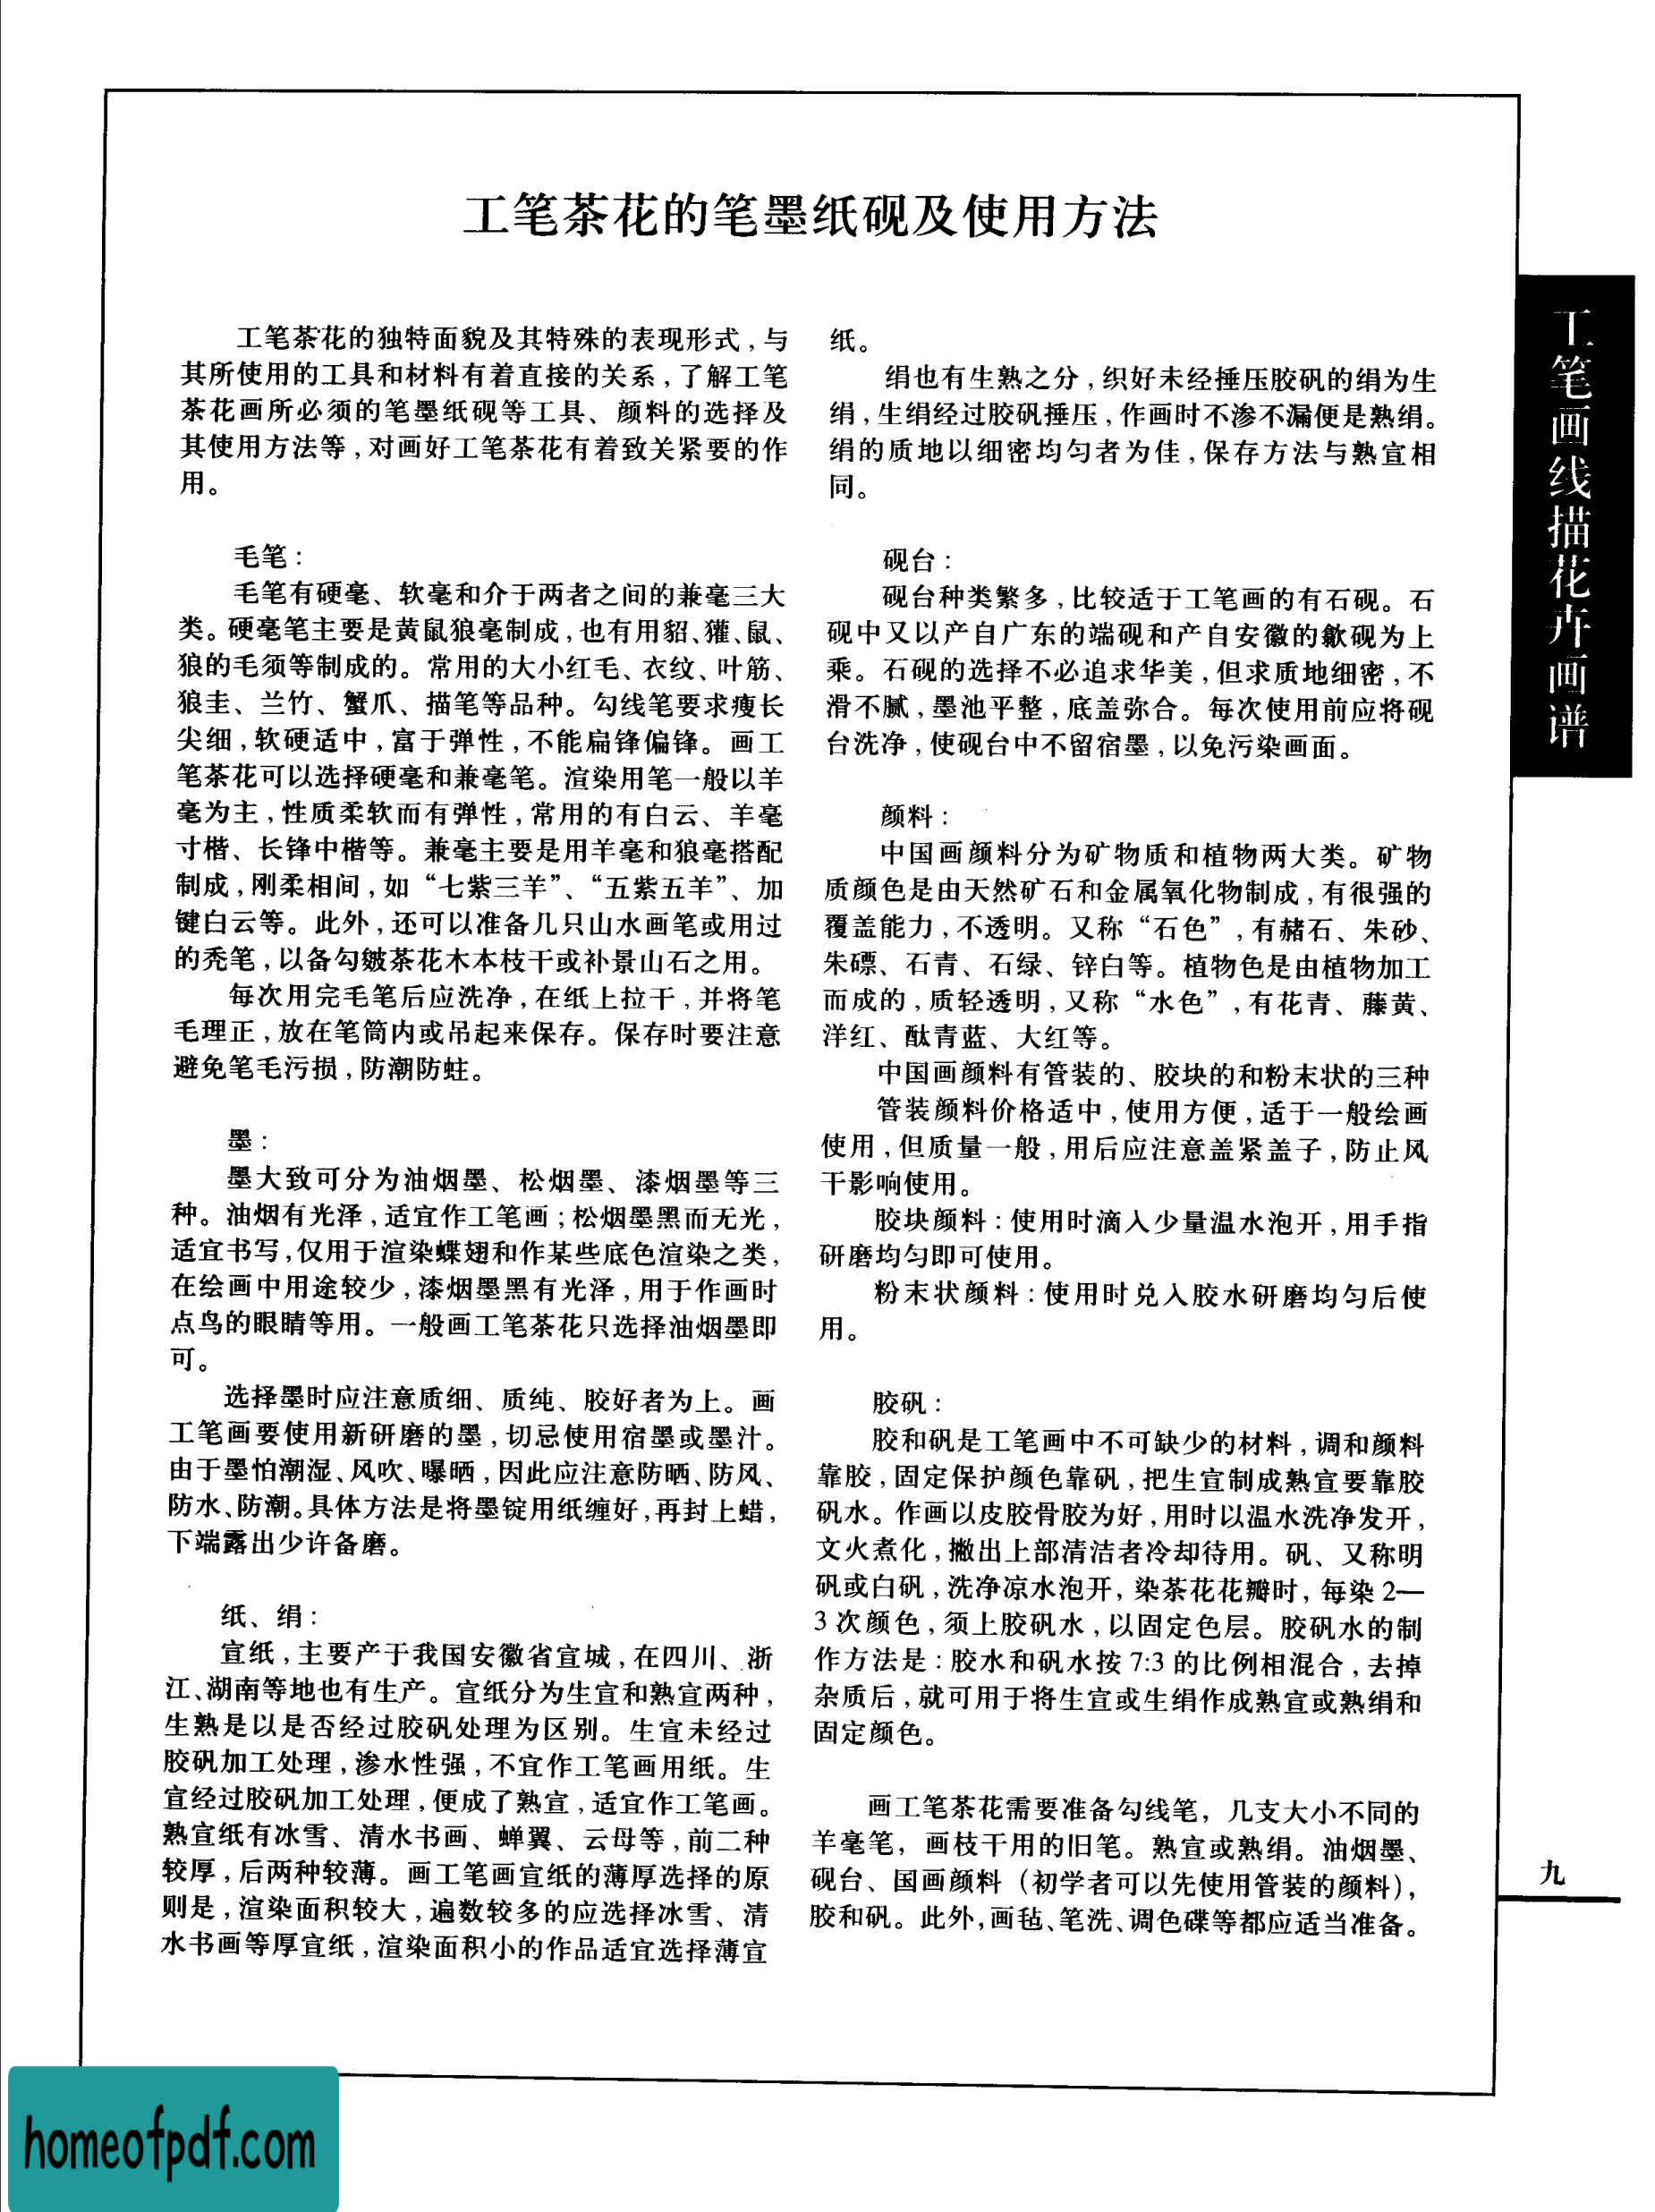 工笔茶花的笔墨纸砚及使用方法
工笔茶花的独特面貌及其特殊的表现形式，与
其所使用的工具和材料有着直接的关系，了解工笔
茶花画所必须的笔墨纸砚等工具、颜料的选择及
其使用方法等，对画好工笔茶花有着致关紧要的作
用。
毛笔：
毛笔有硬毫、软毫和介于两者之间的兼毫三大
类。硬毫笔主要是黄鼠狼毫制成，也有用貂、獾、鼠、
狼的毛须等制成的。常用的大小红毛、衣纹、叶筋、
狼圭、兰竹、蟹爪、描笔等品种。勾线笔要求瘦长
尖细，软硬适中，富于弹性，不能扁锋偏锋。画工
笔茶花可以选择硬毫和兼毫笔。渲染用笔一般以羊
毫为主，性质柔软而有弹性，常用的有白云、羊毫
寸楷、长锋中楷等。兼毫主要是用羊毫和狼毫搭配
制成，刚柔相间，如“七紫三羊”、“五紫五羊”、加
键白云等。此外，还可以准备几只山水画笔或用过
的秃笔，以备勾皴茶花木本枝干或补景山石之用。
每次用完毛笔后应洗净，在纸上拉干，并将笔
毛理正，放在笔筒内或吊起来保存。保存时要注意
避免笔毛污损，防潮防蛀。
墨：
墨大致可分为油烟墨、松烟墨、漆烟墨等三
种。油烟有光泽，适宜作工笔画；松烟墨黑而无光，
适宜书写，仅用于渲染蝶翅和作某些底色渲染之类，
在绘画中用途较少，漆烟墨黑有光泽，用于作画时
点鸟的眼睛等用。一般画工笔茶花只选择油烟墨即
可。
选择墨时应注意质细、质纯、胶好者为上。画
工笔画要使用新研磨的墨，切忌使用宿墨或墨汁。
由于墨怕潮湿、风吹、曝晒，因此应注意防晒、防风、
防水、防潮。具体方法是将墨锭用纸缠好，再封上蜡，
下端露出少许备磨。
纸、绢：
宣纸，主要产于我国安徽省宣城，在四川、浙
江、湖南等地也有生产。宣纸分为生宣和熟宣两种，
生熟是以是否经过胶矾处理为区别。生宣未经过
胶矾加工处理，渗水性强，不宜作工笔画用纸。生
宣经过胶矾加工处理，便成了熟宣，适宜作工笔画。
熟宣纸有冰雪、清水书画、蝉翼、云母等，前二种
较厚，后两种较薄。画工笔画宣纸的薄厚选择的原
则是，渲染面积较大，遍数较多的应选择冰雪、清
水书画等厚宣纸，渲染面积小的作品适宜选择薄宣
纸。
绢也有生熟之分，织好未经捶压胶矾的绢为生
绢，生绢经过胶矾捶压，作画时不渗不漏便是熟绢。
绢的质地以细密均匀者为佳，保存方法与熟宣相
同。
砚台：
砚台种类繁多，比较适于工笔画的有石砚。石
砚中又以产自广东的端砚和产自安徽的歙砚为上
乘。石砚的选择不必追求华美，但求质地细密，不
滑不腻，墨池平整，底盖弥合。每次使用前应将砚
台洗净，使砚台中不留宿墨，以免污染画面。
颜料：
中国画颜料分为矿物质和植物两大类。矿物
质颜色是由天然矿石和金属氧化物制成，有很强的
覆盖能力，不透明。又称“石色”，有赭石、朱砂、
朱磦、石青、石绿、锌白等。植物色是由植物加工
而成的，质轻透明，又称“水色”，有花青、藤黄、
洋红、酞青蓝、大红等。
中国画颜料有管装的、胶块的和粉末状的三种
管装颜料价格适中，使用方便，适于一般绘画
使用，但质量一般，用后应注意盖紧盖子，防止风
干影响使用。
胶块颜料：使用时滴入少量温水泡开，用手指
研磨均匀即可使用。
粉末状颜料：使用时兑入胶水研磨均匀后使
用。
胶矾：
胶和矾是工笔画中不可缺少的材料，调和颜料
靠胶，固定保护颜色靠矾，把生宣制成熟宣要靠胶
矾水。作画以皮胶骨胶为好，用时以温水洗净发开，
文火煮化，撇出上部清洁者冷却待用。矾、又称明
矾或白矾，洗净凉水泡开，染茶花花瓣时，每染 2—
3 次颜色，须上胶矾水，以固定色层。胶矾水的制
作方法是：胶水和矾水按 7:3 的比例相混合，去掉
杂质后，就可用于将生宣或生绢作成熟宣或熟绢和
固定颜色。
画工笔茶花需要准备勾线笔，几支大小不同的
羊毫笔，画枝干用的旧笔。熟宣或熟绢。油烟墨、
砚台、国画颜料（初学者可以先使用管装的颜料），
胶和矾。此外，画毡、笔洗、调色碟等都应适当准备。
工笔画线描花卉画谱
九
homeofpdf.com